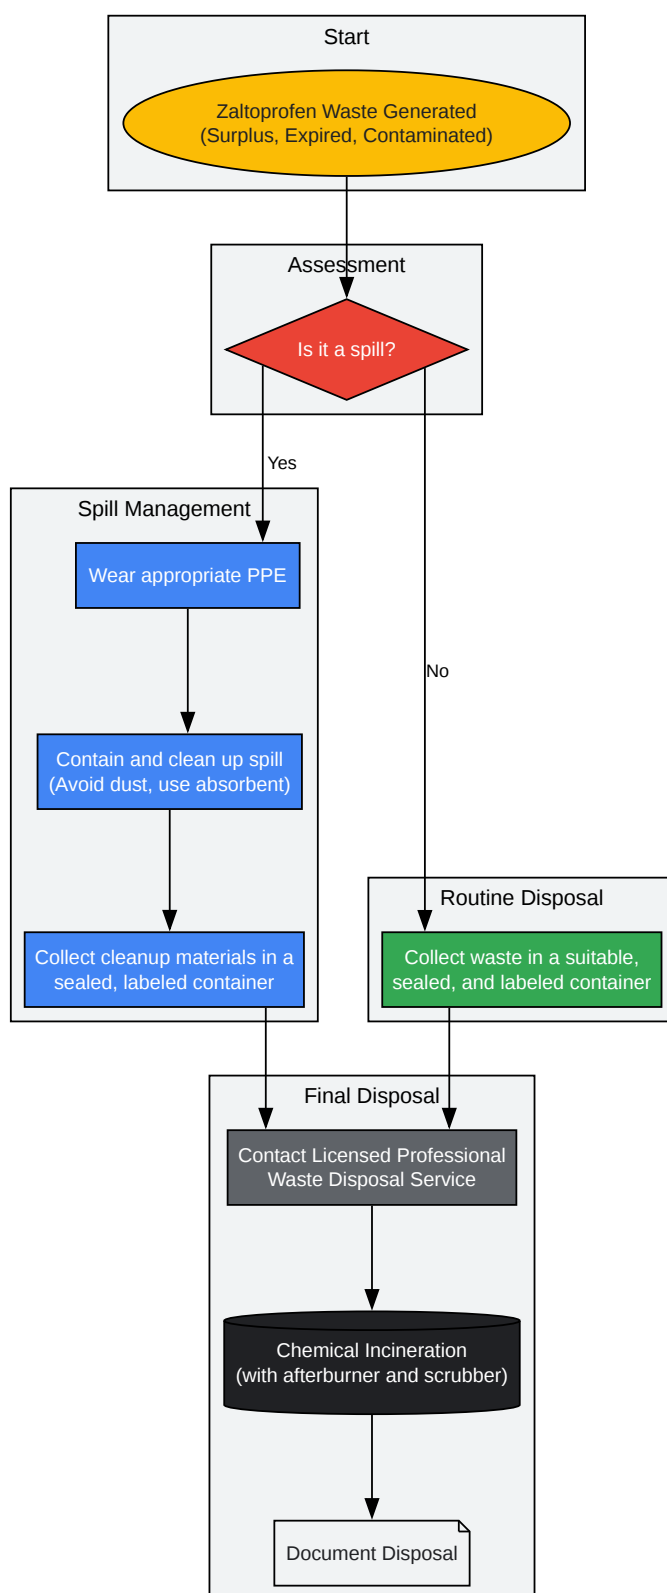 Start
Zaltoprofen Waste Generated
(Surplus, Expired, Contaminated)
Assessment
Is it a spill?
Yes
Spill Management
Wear appropriate PPE
No
Contain and clean up spill
(Avoid dust, use absorbent)
Routine Disposal
Collect cleanup materials in a
sealed, labeled container
Collect waste in a suitable,
sealed, and labeled container
Final Disposal
Contact Licensed Professional
Waste Disposal Service
Chemical Incineration
(with afterburner and scrubber)
Document Disposal